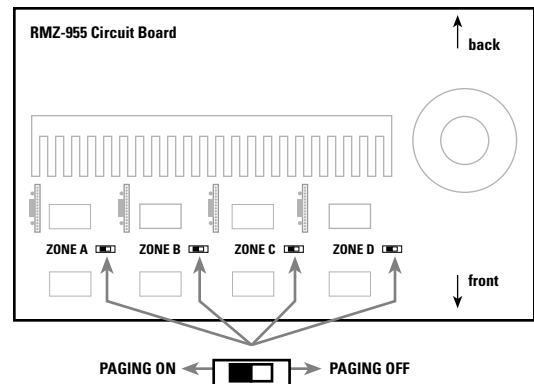 RMZ-955 Circuit Board
back
ZONE A ZONE B ZONE C ZONE D
front
PAGING ON PAGING OFF